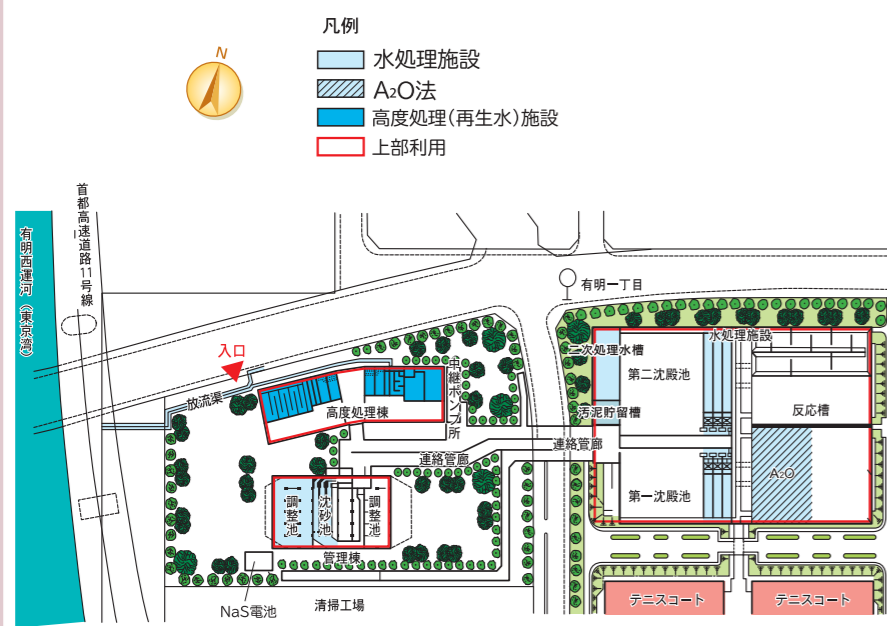 凡例
N
水処理施設
A₂O法
高度処理(再生水)施設
上部利用
首都高速道路11号線
有明西運河(東京湾)
有明一丁目
入口
放流渠
高度処理棟
中継ポンプ所
水処理施設
二次処理水槽
第二沈殿池
反応槽
汚泥貯留槽
連絡管廊
連絡管廊
A₂O
第一沈殿池
調整池
沈砂池
調整池
管理棟
NaS電池
清掃工場
テニスコート
テニスコート